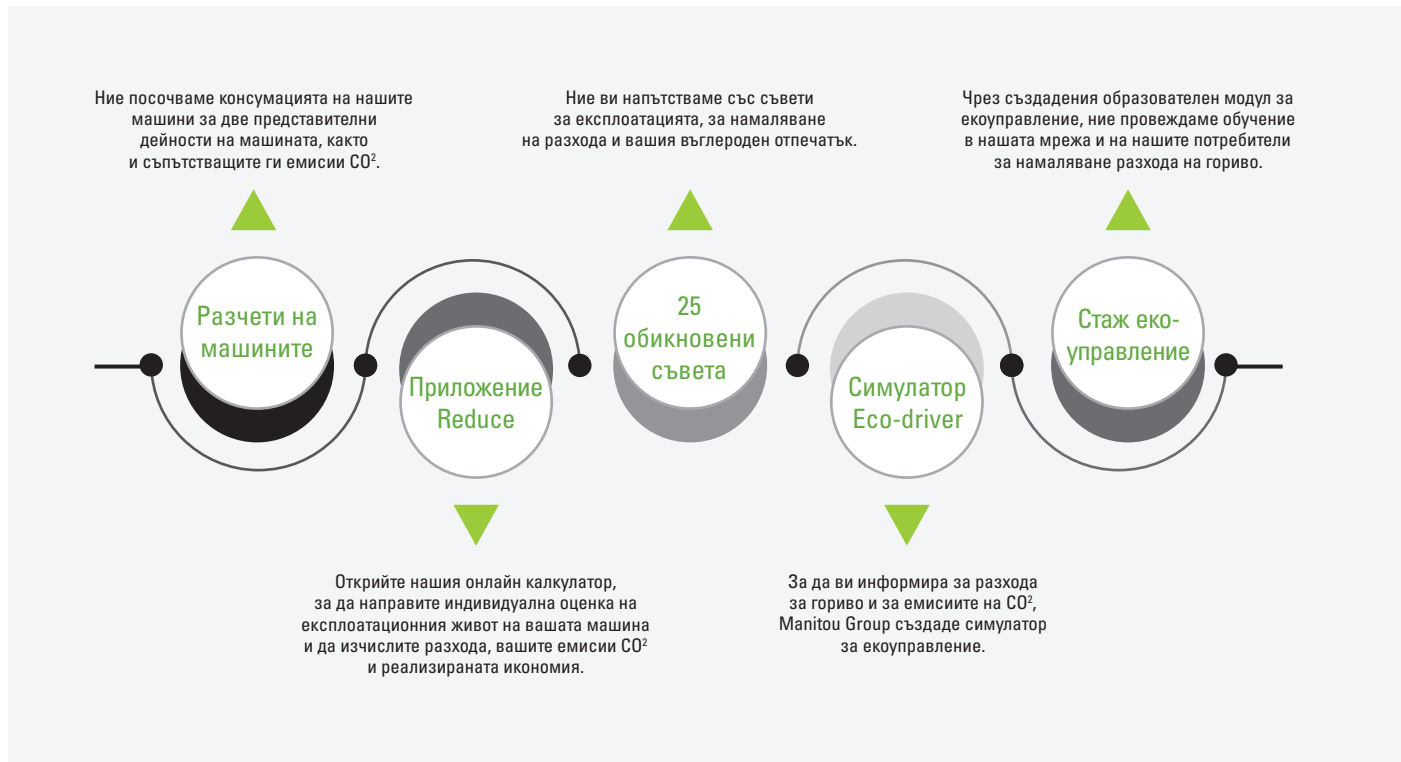 Ние посочваме консумацията на нашите
машини за две представителни
дейности на машината, както
и съпътстващите ги емисии CO².
Ние ви напътстваме със съвети
за експлоатацията, за намаляване
на разхода и вашия въглероден отпечатък.
Чрез създадения образователен модул за
екоуправление, ние провеждаме обучение
в нашата мрежа и на нашите потребители
за намаляване разхода на гориво.
Разчети на
машините
Приложение
Reduce
25
обикновени
съвета
Симулатор
Eco-driver
Стаж еко-
управление
Открийте нашия онлайн калкулатор,
за да направите индивидуална оценка на
експлоатационния живот на вашата машина
и да изчислите разхода, вашите емисии CO²
и реализираната икономия.
За да ви информира за разхода
за гориво и за емисиите на CO²,
Manitou Group създаде симулатор
за екоуправление.